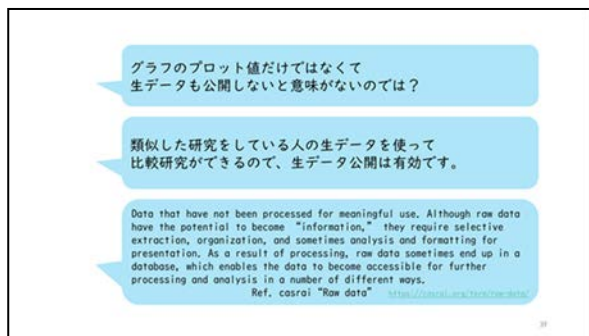 グラフのプロット値だけではなくて
生データも公開しないと意味がないのでは？
類似した研究をしている人の生データを使って
比較研究ができるので、生データ公開は有効です。
Data that have not been processed for meaningful use. Although raw data
have the potential to become “information,” they require selective
extraction, organization, and sometimes analysis and formatting for
presentation. As a result of processing, raw data sometimes end up in a
database, which enables the data to become accessible for further
processing and analysis in a number of different ways.
Ref. casrai “Raw data” https://casrai.org/term/raw-data/